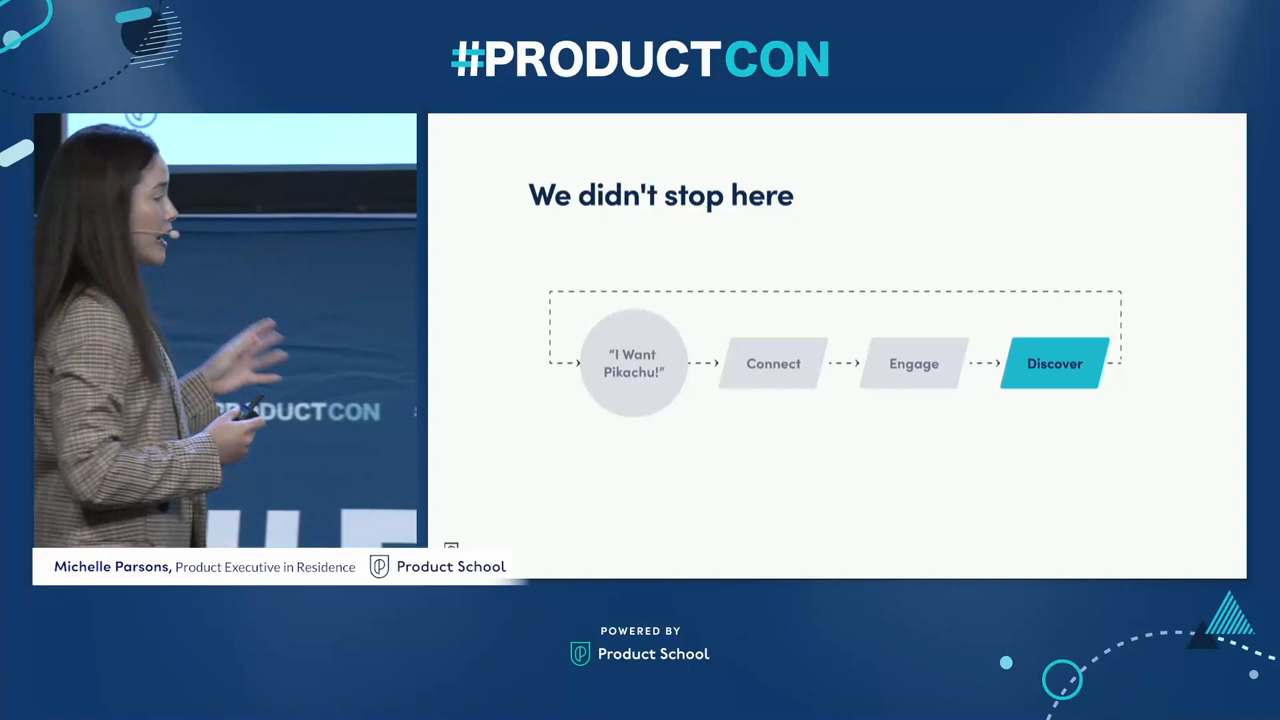 #PRODUCTCON
We didn't stop here
"I Want
Pikachu!"
Connect
Engage
Discover
PRODUCTCON
Michelle Parsons, Product Executive in Residence
Product School
POWERED BY
Product School